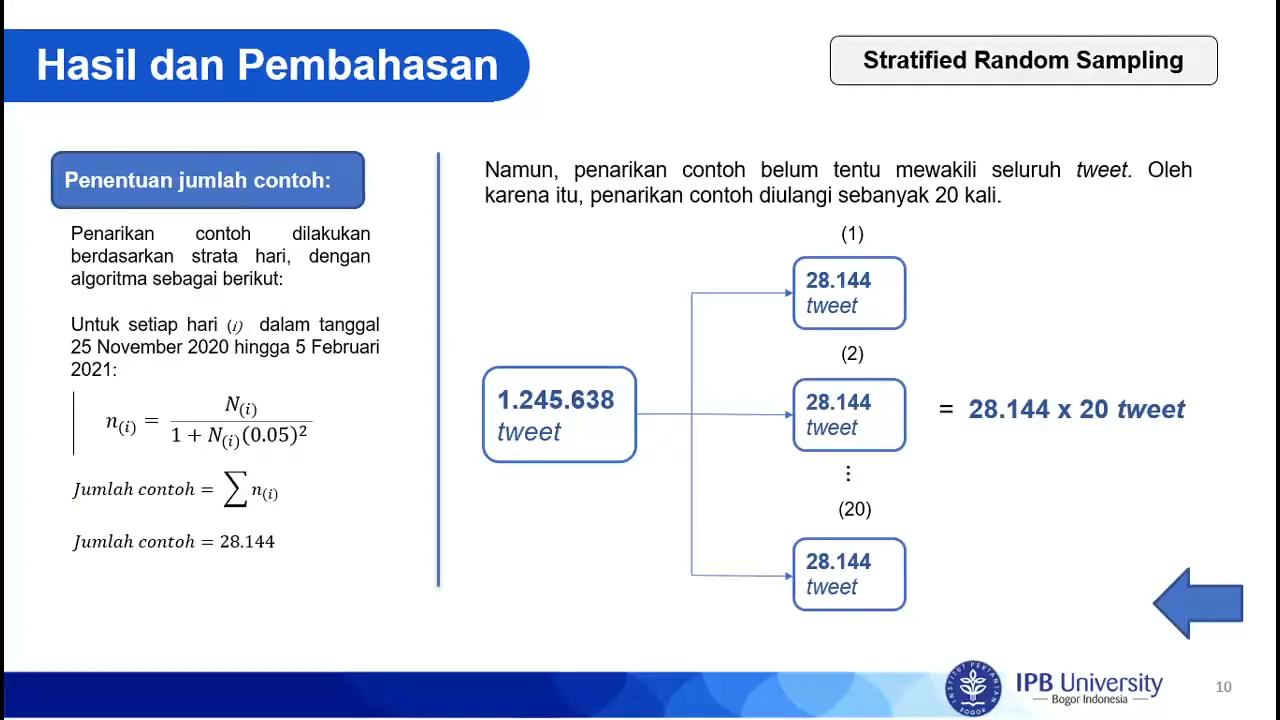 Hasil dan Pembahasan
Stratified Random Sampling
Penentuan jumlah contoh:
Penarikan contoh dilakukan
berdasarkan strata hari, dengan
algoritma sebagai berikut:
Untuk setiap hari (i) dalam tanggal
25 November 2020 hingga 5 Februari
2021:
n₍ᵢ₎ = N₍ᵢ₎ / 1 + N₍ᵢ₎(0.05)²
Jumlah contoh = ∑ n₍ᵢ₎
Jumlah contoh = 28.144
Namun, penarikan contoh belum tentu mewakili seluruh tweet. Oleh
karena itu, penarikan contoh diulangi sebanyak 20 kali.
1.245.638
tweet
(1)
28.144
tweet
(2)
28.144
tweet
⋮
(20)
28.144
tweet
= 28.144 x 20 tweet
INSTITUT PERTANIAN
BOGOR
IPB University
Bogor Indonesia
10